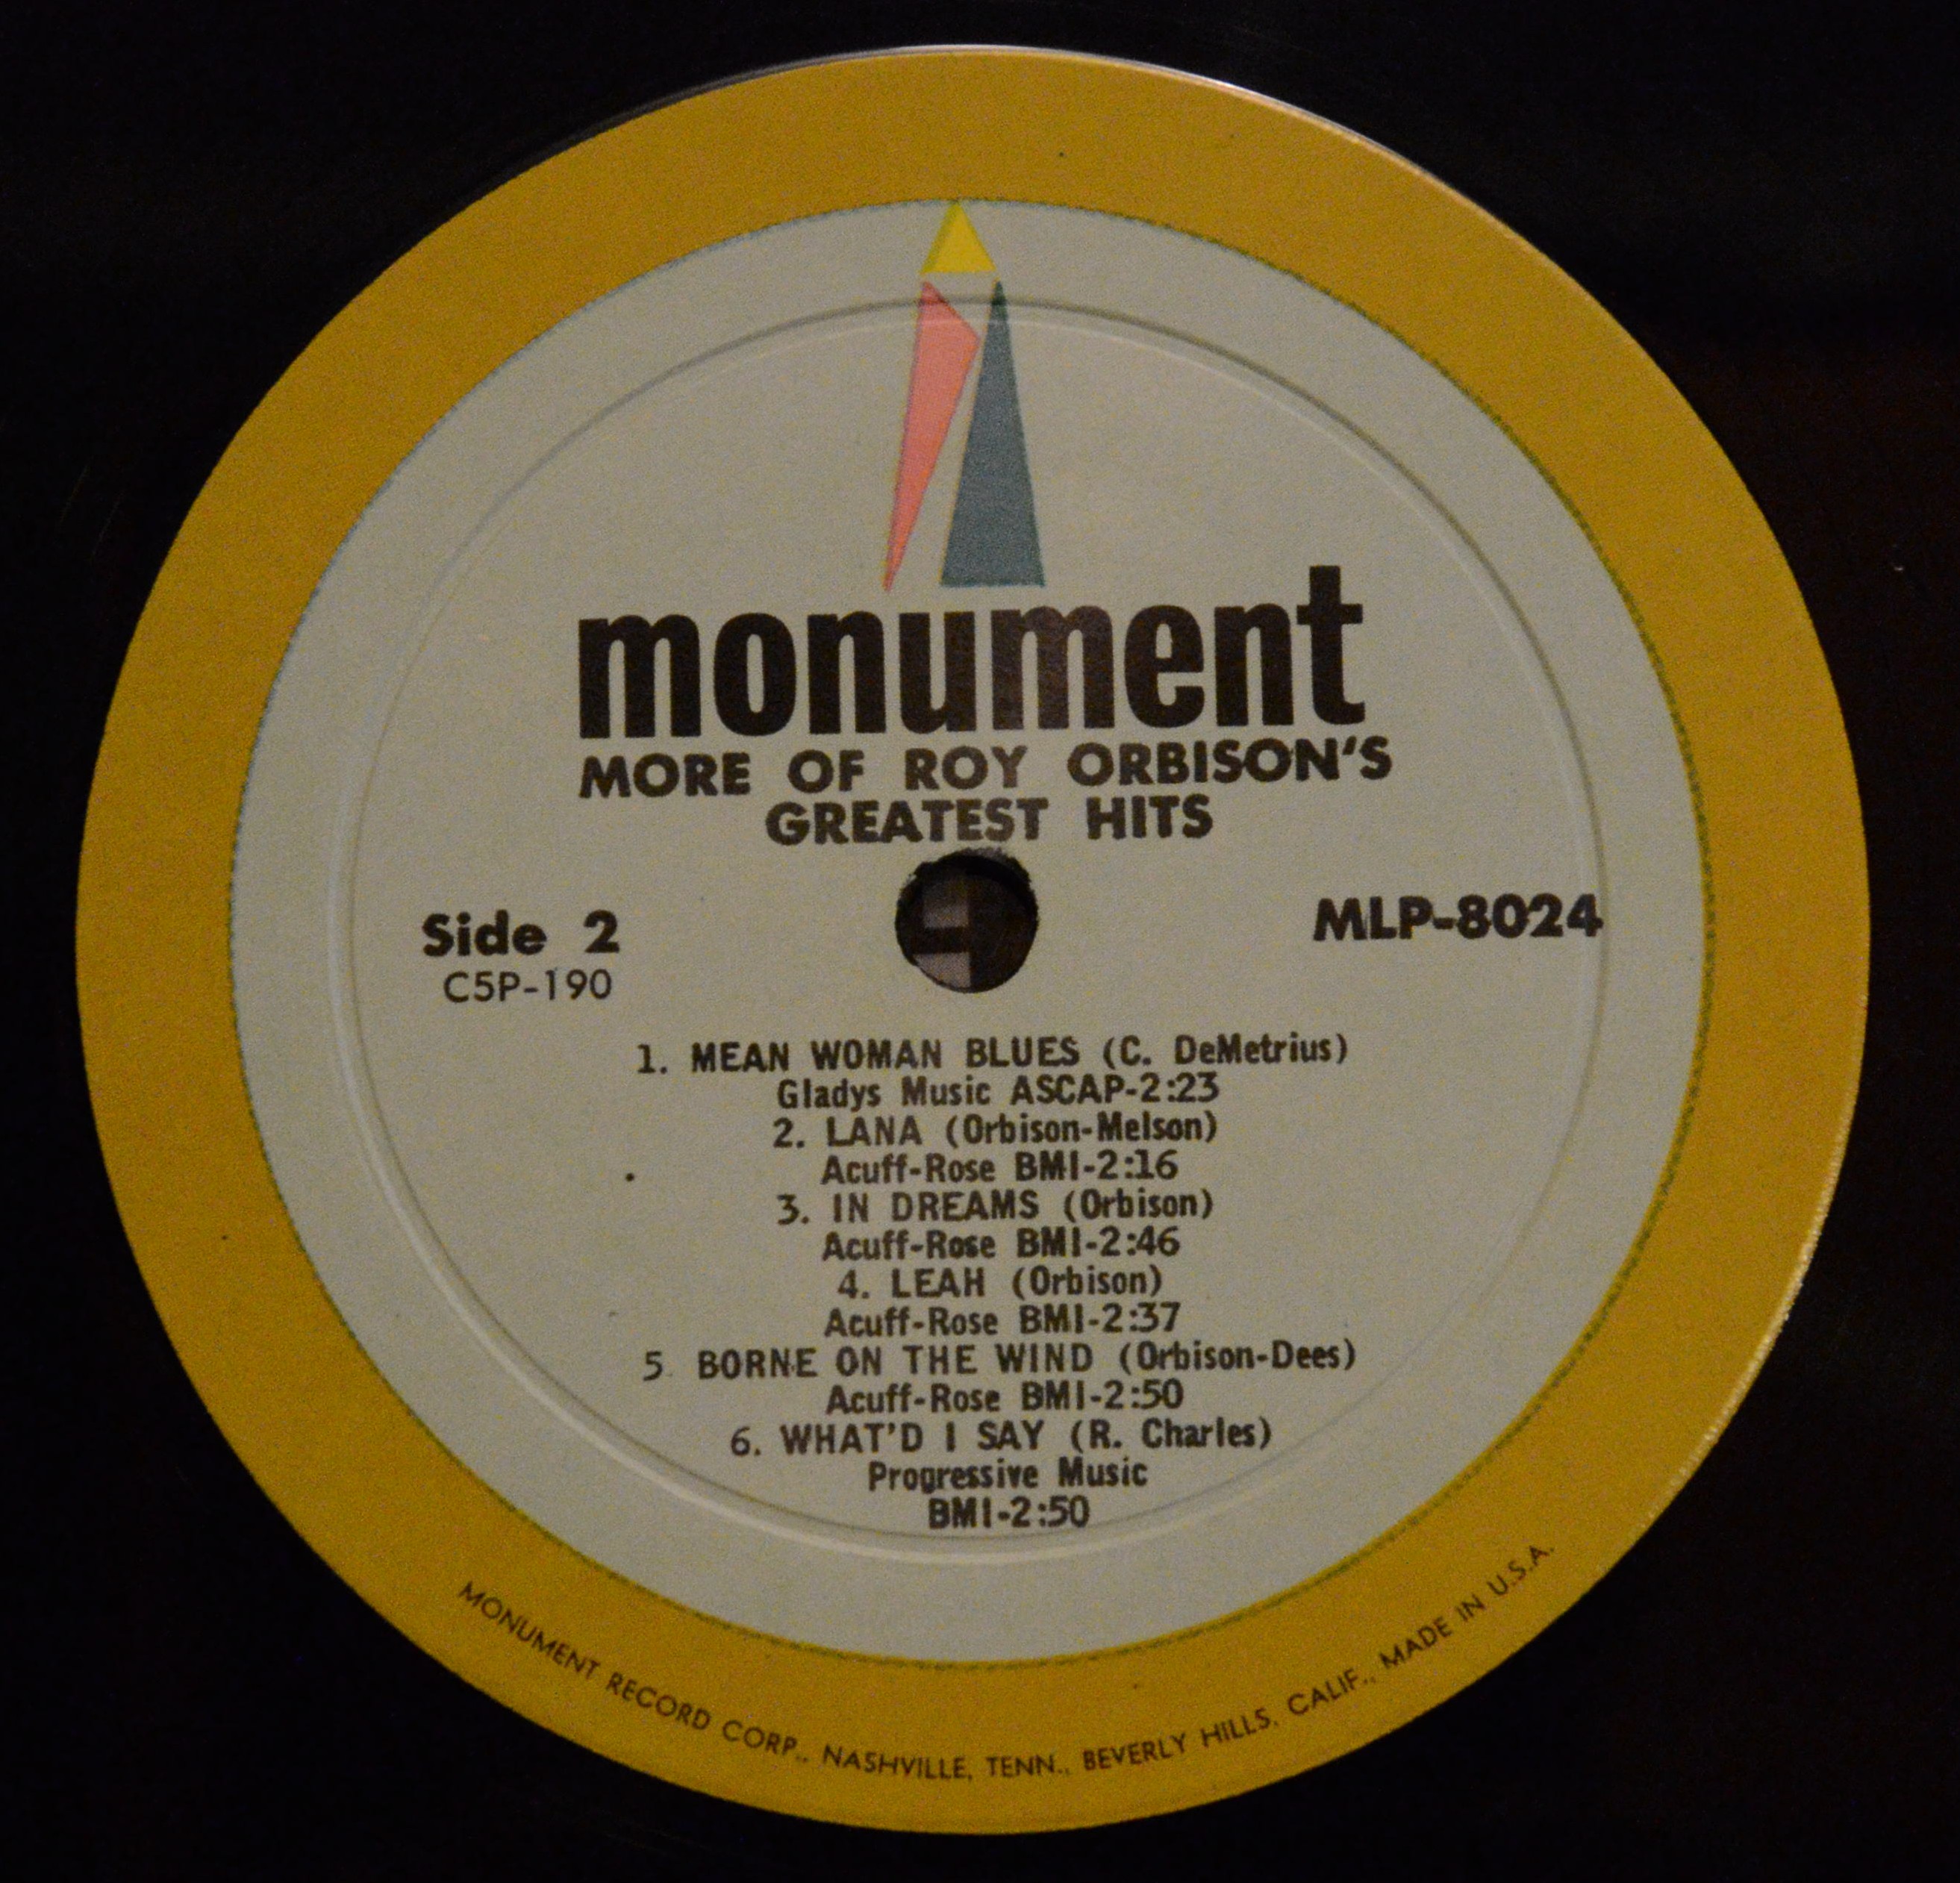 monument
MORE OF ROY ORBISON'S
GREATEST HITS
Side 2
MLP-8024
C5P-190
1. MEAN WOMAN BLUES (C. DeMetrius)
Gladys Music ASCAP-2:23
2. LANA (Orbison-Melson)
Acuff-Rose BMI-2:16
3. IN DREAMS (Orbison)
Acuff-Rose BMI-2:46
4. LEAH (Orbison)
Acuff-Rose BMI-2:37
5 BORNE ON THE WIND (Orbison-Dees)
Acuff-Rose BMI-2:50
6. WHAT'D I SAY (R. Charles)
Progressive Music
BMI-2:50
MONUMENT RECORD CORP., NASHVILLE, TENN., BEVERLY HILLS, CALIF., MADE IN U.S.A.